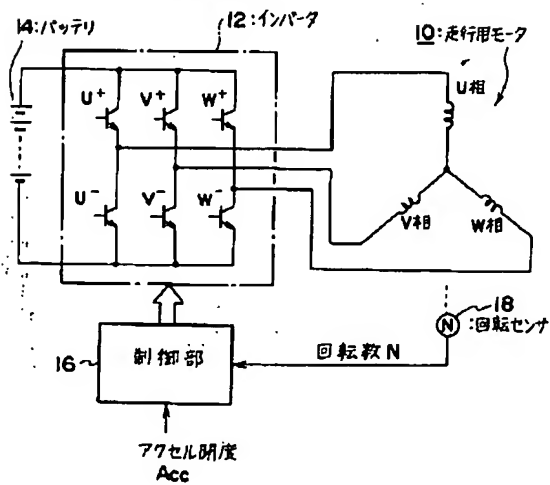 14:バッテリ
12:インバータ
10:走行用モータ
U相
U+ V+ W+
U- V- W-
V相
W相
18
N
:回転センサ
16
制御部
回転数N
アクセル開度
Acc